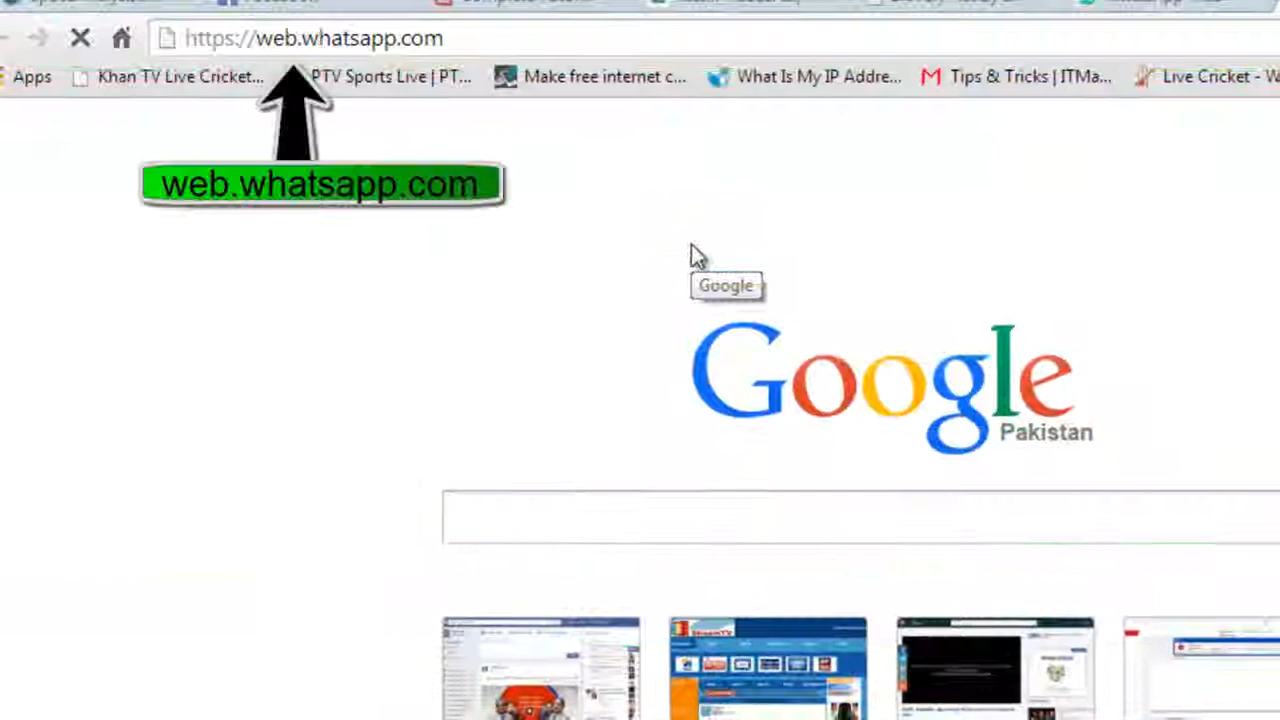 https://web.whatsapp.com
Apps Khan TV Live Cricket... PTV Sports Live | PT... Make free internet c... What Is My IP Addre... Tips & Tricks | ITMa... Live Cricket - W
web.whatsapp.com
Google
Google
Pakistan